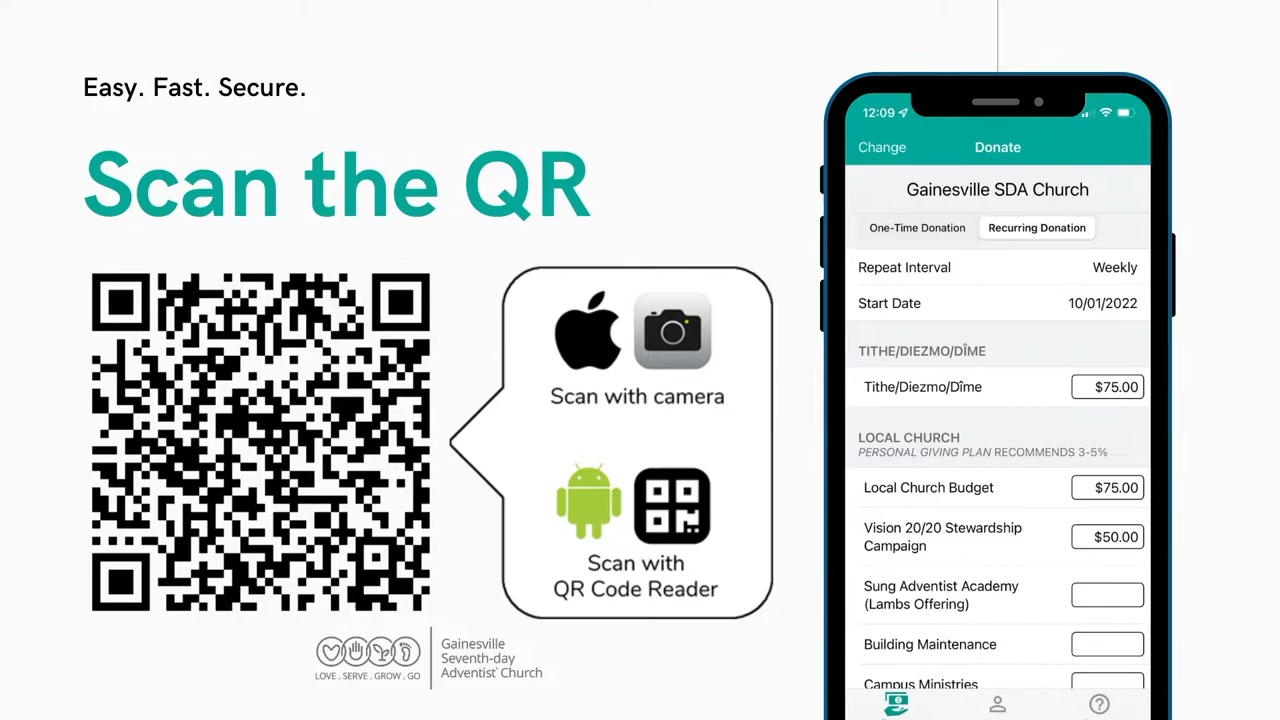 Easy. Fast. Secure.
Scan the QR
Scan with camera
Scan with
QR Code Reader
LOVE . SERVE . GROW . GO
Gainesville
Seventh-day
Adventist Church
12:09
Change
Donate
Gainesville SDA Church
One-Time Donation
Recurring Donation
Repeat Interval
Weekly
Start Date
10/01/2022
TITHE/DIEZMO/DÎME
Tithe/Diezmo/Dîme
$75.00
LOCAL CHURCH
PERSONAL GIVING PLAN RECOMMENDS 3-5%
Local Church Budget
$75.00
Vision 20/20 Stewardship
Campaign
$50.00
Sung Adventist Academy
(Lambs Offering)
Building Maintenance
Campus Ministries